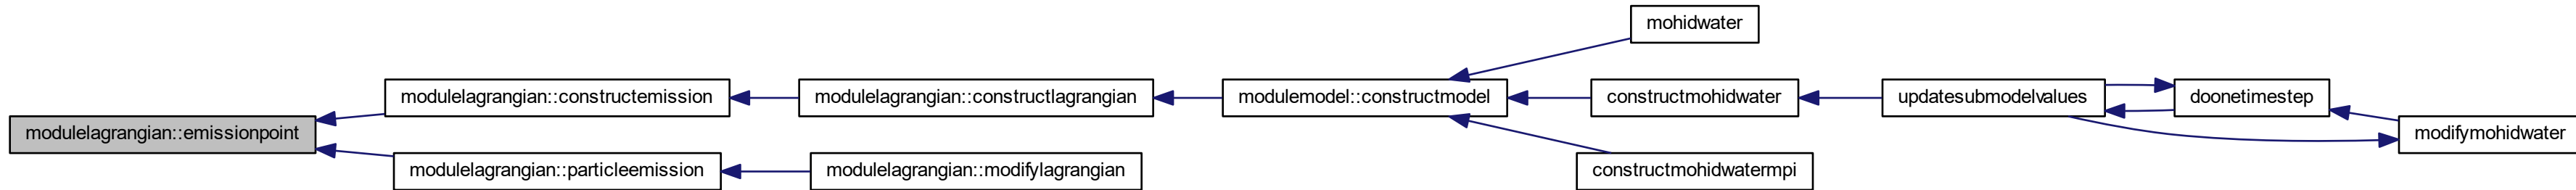 mohidwater
modulelagrangian::constructemission
modulelagrangian::constructlagrangian
modulemodel::constructmodel
constructmohidwater
updatesubmodelvalues
doonetimestep
modulelagrangian::emissionpoint
modifymohidwater
modulelagrangian::particleemission
modulelagrangian::modifylagrangian
constructmohidwatermpi